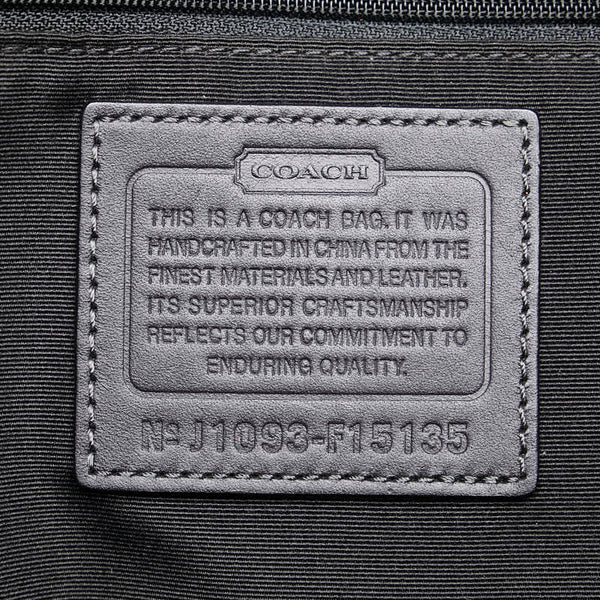 COACH
THIS IS A COACH BAG. IT WAS
HANDCRAFTED IN CHINA FROM THE
FINEST MATERIALS AND LEATHER.
ITS SUPERIOR CRAFTSMANSHIP
REFLECTS OUR COMMITMENT TO
ENDURING QUALITY.
No J1093-F15135